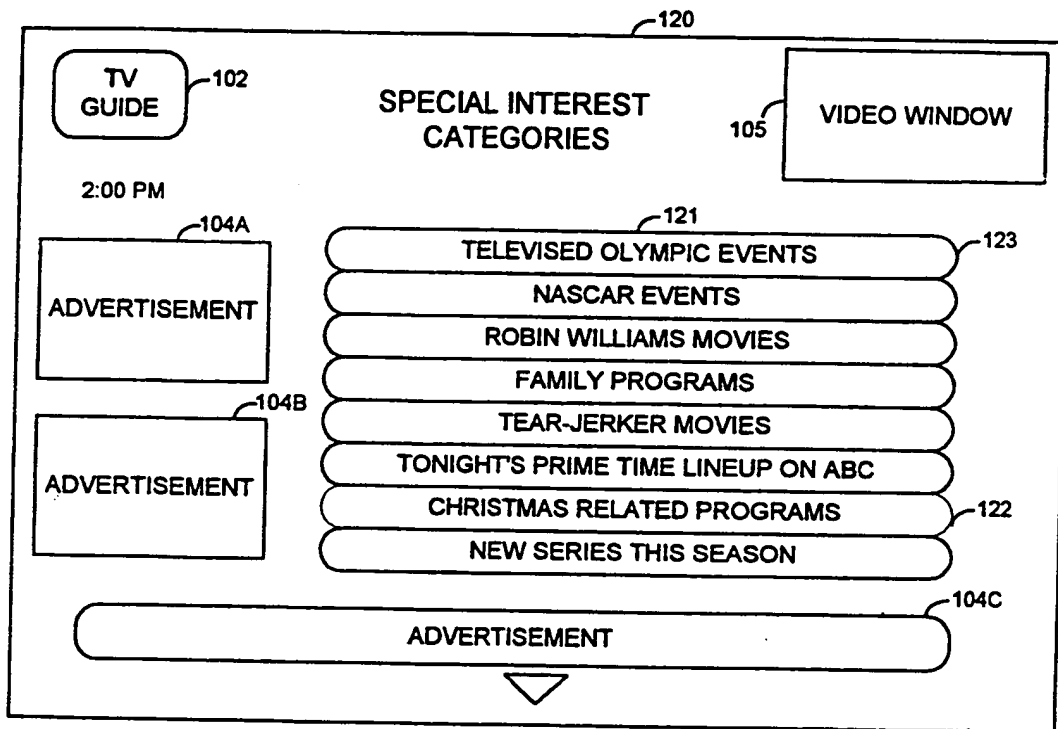 120
TV
GUIDE
102
SPECIAL INTEREST
CATEGORIES
105
VIDEO WINDOW
2:00 PM
104A
ADVERTISEMENT
104B
ADVERTISEMENT
121
123
TELEVISED OLYMPIC EVENTS
NASCAR EVENTS
ROBIN WILLIAMS MOVIES
FAMILY PROGRAMS
TEAR-JERKER MOVIES
TONIGHT'S PRIME TIME LINEUP ON ABC
CHRISTMAS RELATED PROGRAMS
122
NEW SERIES THIS SEASON
104C
ADVERTISEMENT